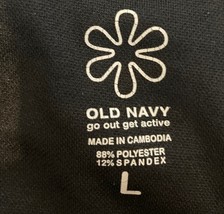 OLD NAVY
go out get active
MADE IN CAMBODIA
88% POLYESTER
12% SPANDEX
L